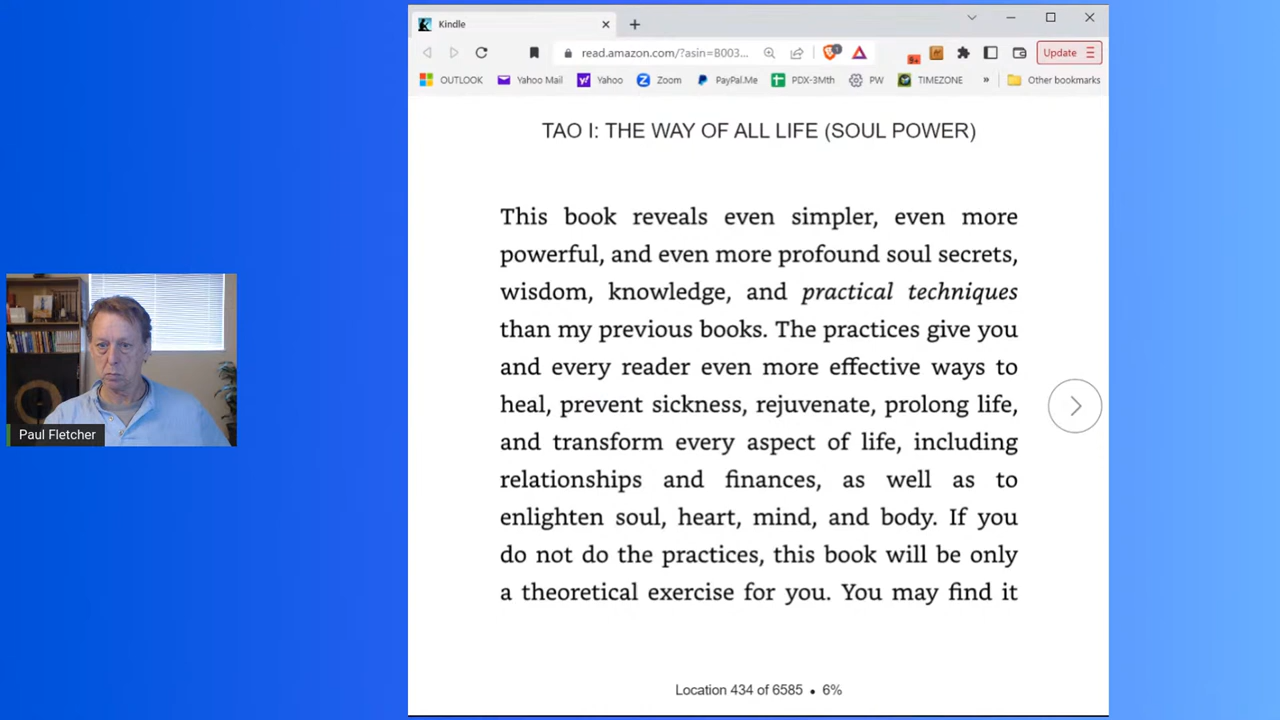 Kindle
read.amazon.com/?asin=B003...
9+
1
Update
OUTLOOK
Yahoo Mail
Yahoo
Zoom
PayPal.Me
PDX-3Mth
PW
TIMEZONE
»
Other bookmarks
TAO I: THE WAY OF ALL LIFE (SOUL POWER)
This book reveals even simpler, even more
powerful, and even more profound soul secrets,
wisdom, knowledge, and practical techniques
than my previous books. The practices give you
and every reader even more effective ways to
heal, prevent sickness, rejuvenate, prolong life,
and transform every aspect of life, including
relationships and finances, as well as to
enlighten soul, heart, mind, and body. If you
do not do the practices, this book will be only
a theoretical exercise for you. You may find it
Location 434 of 6585 • 6%
Paul Fletcher